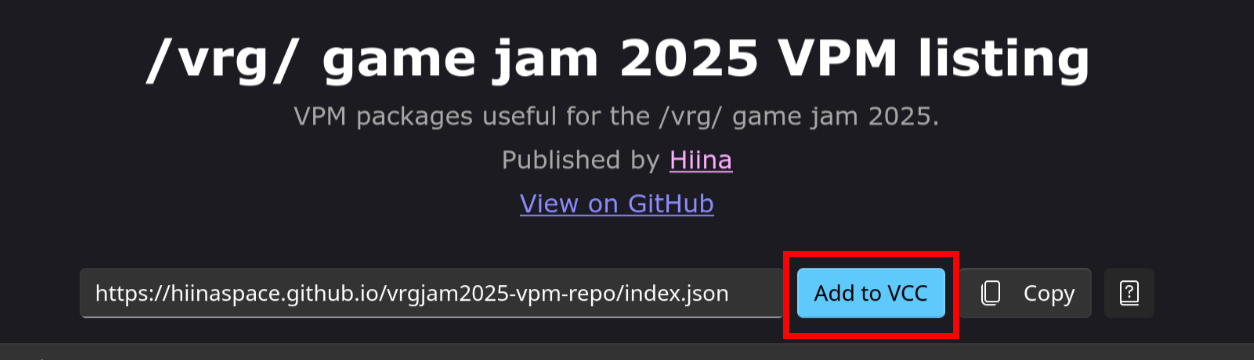 /vrg/ game jam 2025 VPM listing
VPM packages useful for the /vrg/ game jam 2025.
Published by Hiina
View on GitHub
https://hiinaspace.github.io/vrgjam2025-vpm-repo/index.json Add to VCC Copy ?